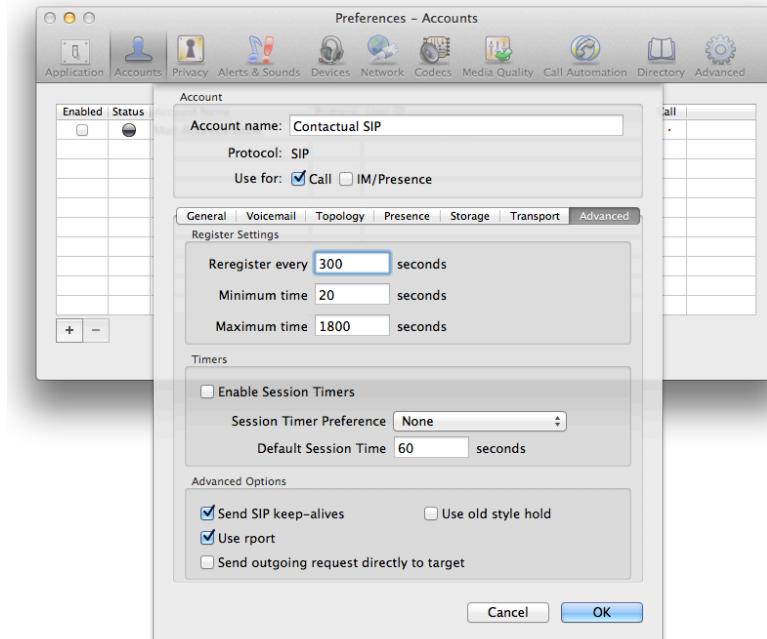 Preferences – Accounts
Application Accounts Privacy Alerts & Sounds Devices Network Codecs Media Quality Call Automation Directory Advanced
Enabled Status
Account
Account name: Contactual SIP
Protocol: SIP
Use for: Call IM/Presence
General Voicemail Topology Presence Storage Transport Advanced
Register Settings
Reregister every 300 seconds
Minimum time 20 seconds
Maximum time 1800 seconds
+ −
Timers
Enable Session Timers
Session Timer Preference None
Default Session Time 60 seconds
Advanced Options
Send SIP keep-alives Use old style hold
Use rport
Send outgoing request directly to target
Cancel OK